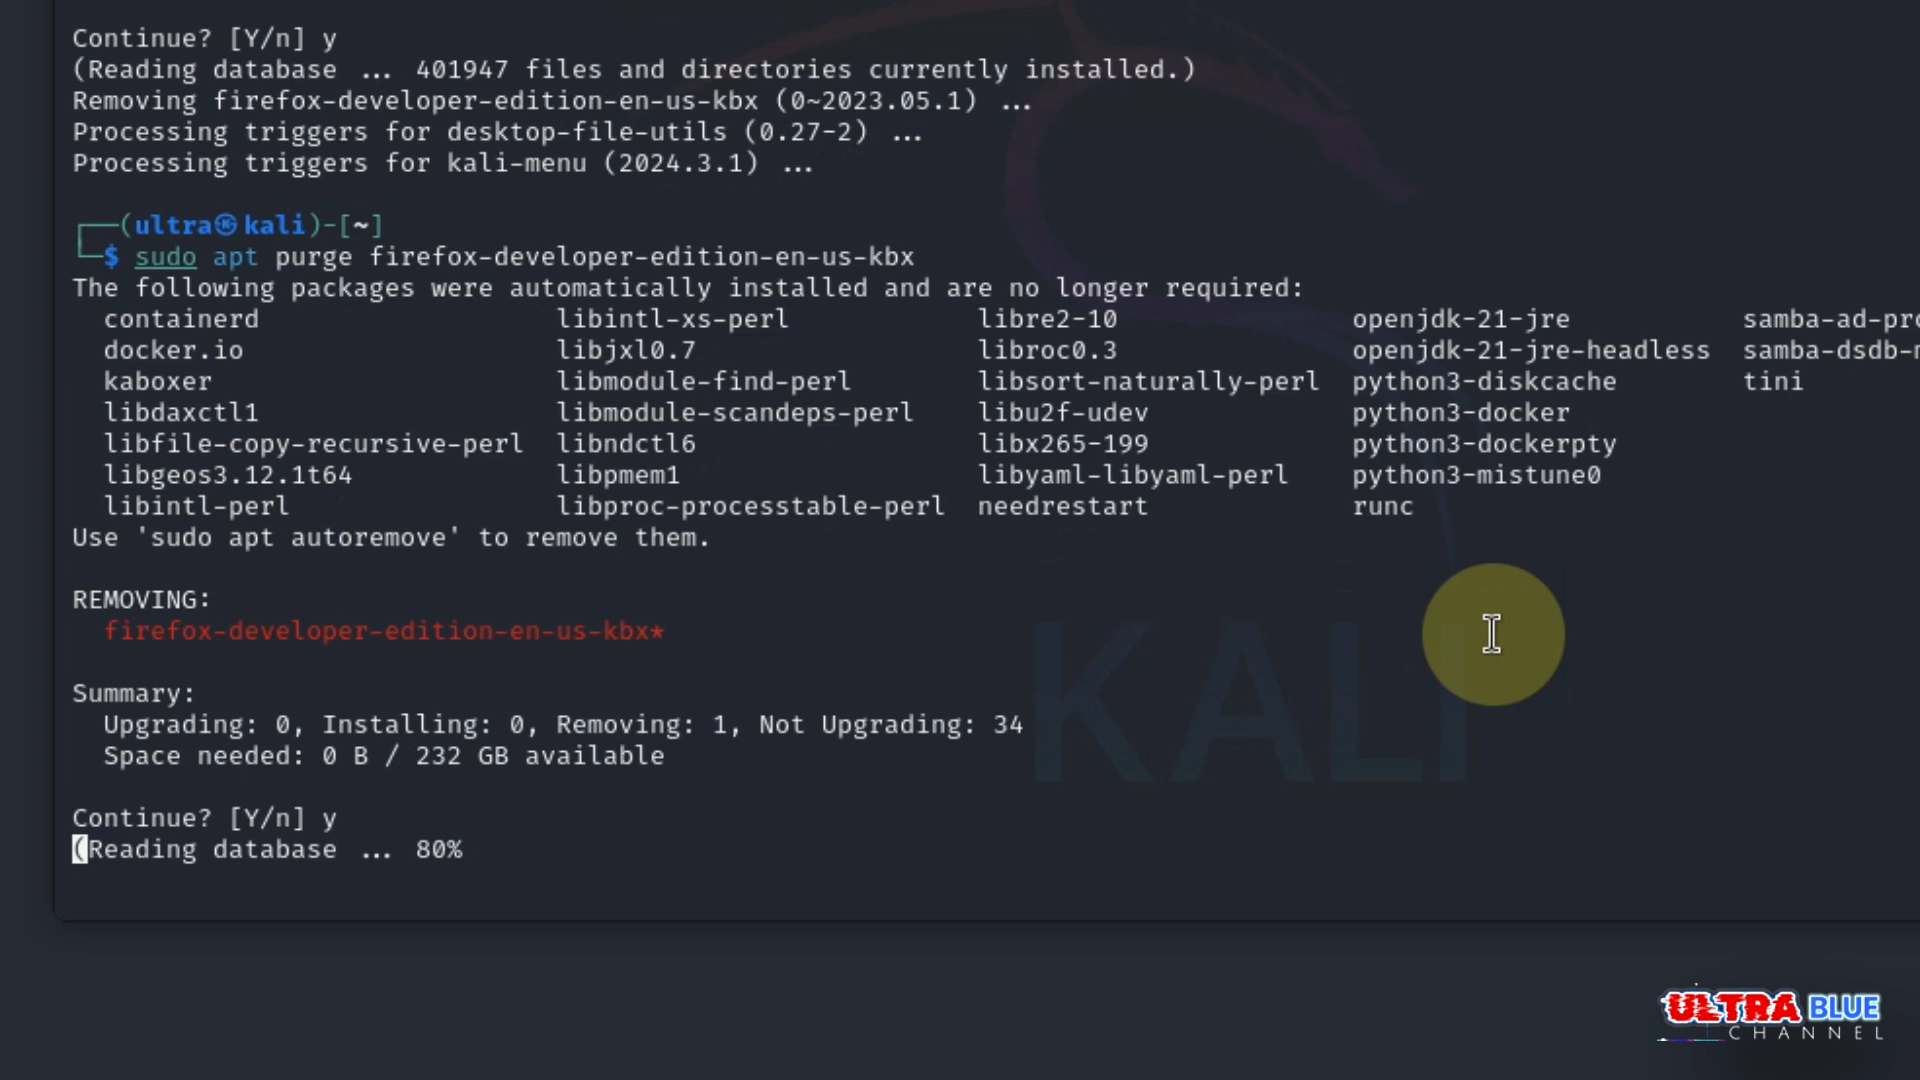 Continue? [Y/n] y
(Reading database ... 401947 files and directories currently installed.)
Removing firefox-developer-edition-en-us-kbx (0~2023.05.1) ...
Processing triggers for desktop-file-utils (0.27-2) ...
Processing triggers for kali-menu (2024.3.1) ...
┌──(ultra㉿kali)-[~]
└─$ sudo apt purge firefox-developer-edition-en-us-kbx
The following packages were automatically installed and are no longer required:
containerd libintl-xs-perl libre2-10 openjdk-21-jre samba-ad-pro
docker.io libjxl0.7 libroc0.3 openjdk-21-jre-headless samba-dsdb-
kaboxer libmodule-find-perl libsort-naturally-perl python3-diskcache tini
libdaxctl1 libmodule-scandeps-perl libu2f-udev python3-docker
libfile-copy-recursive-perl libndctl6 libx265-199 python3-dockerpty
libgeos3.12.1t64 libpmem1 libyaml-libyaml-perl python3-mistune0
libintl-perl libproc-processtable-perl needrestart runc
Use 'sudo apt autoremove' to remove them.
REMOVING:
firefox-developer-edition-en-us-kbx*
Summary:
Upgrading: 0, Installing: 0, Removing: 1, Not Upgrading: 34
Space needed: 0 B / 232 GB available
KALI
Continue? [Y/n] y
(Reading database ... 80%
ULTRA BLUE
CHANNEL